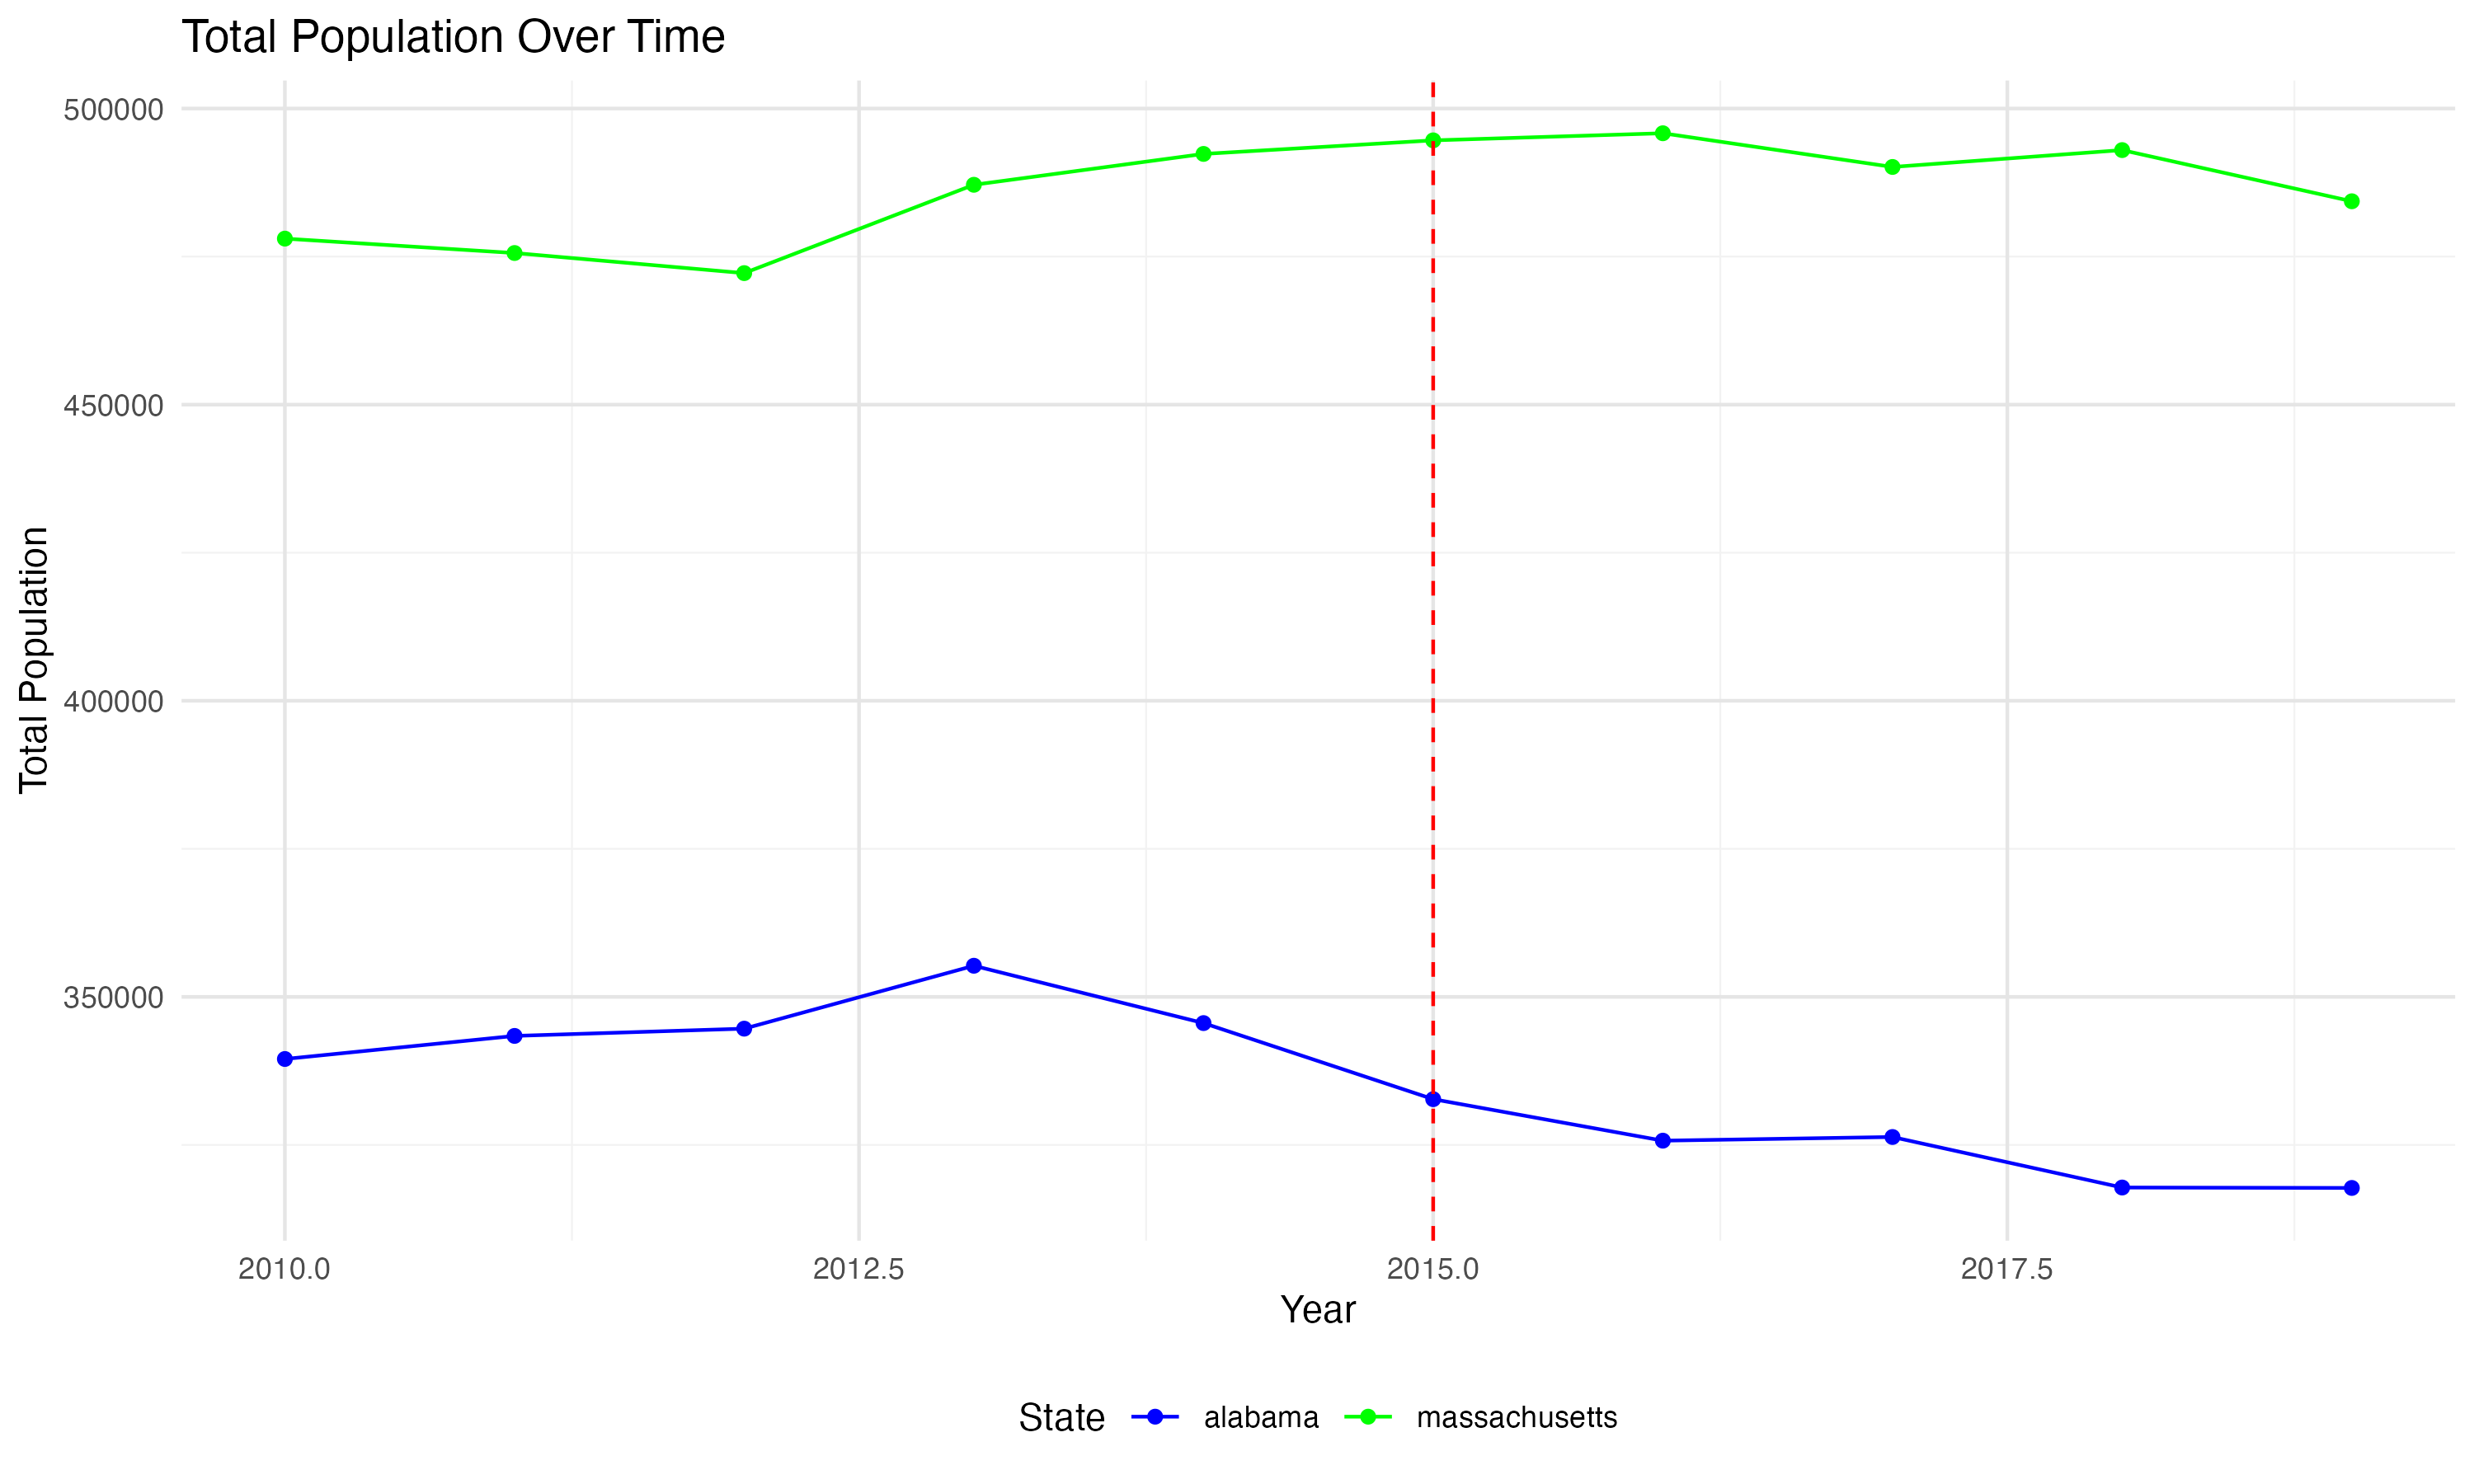 Total Population Over Time
Total Population
500000
450000
400000
350000
2010.0
2012.5
2015.0
2017.5
Year
State alabama massachusetts